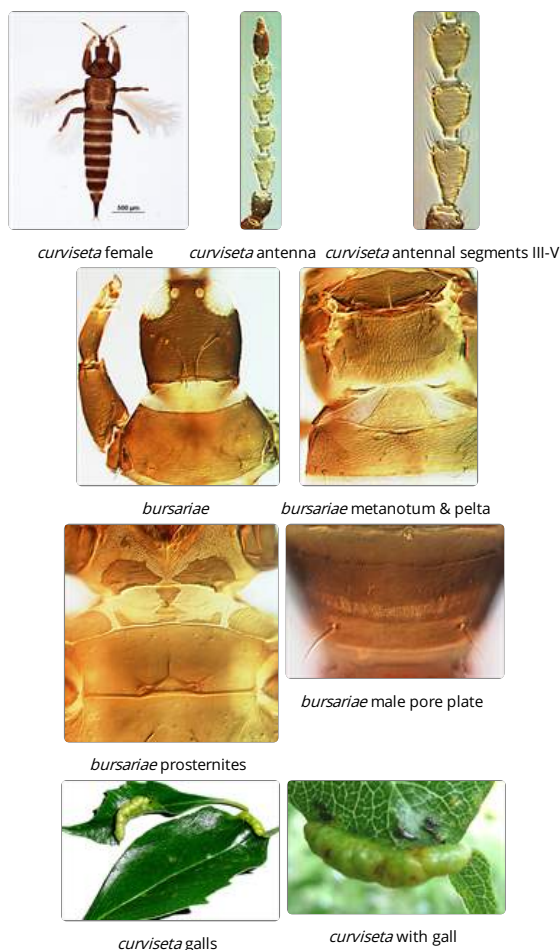 500 µm
curviseta female
curviseta antenna
curviseta antennal segments III-V
bursariae
bursariae metanotum & pelta
bursariae prosternites
bursariae male pore plate
curviseta galls
curviseta with gall